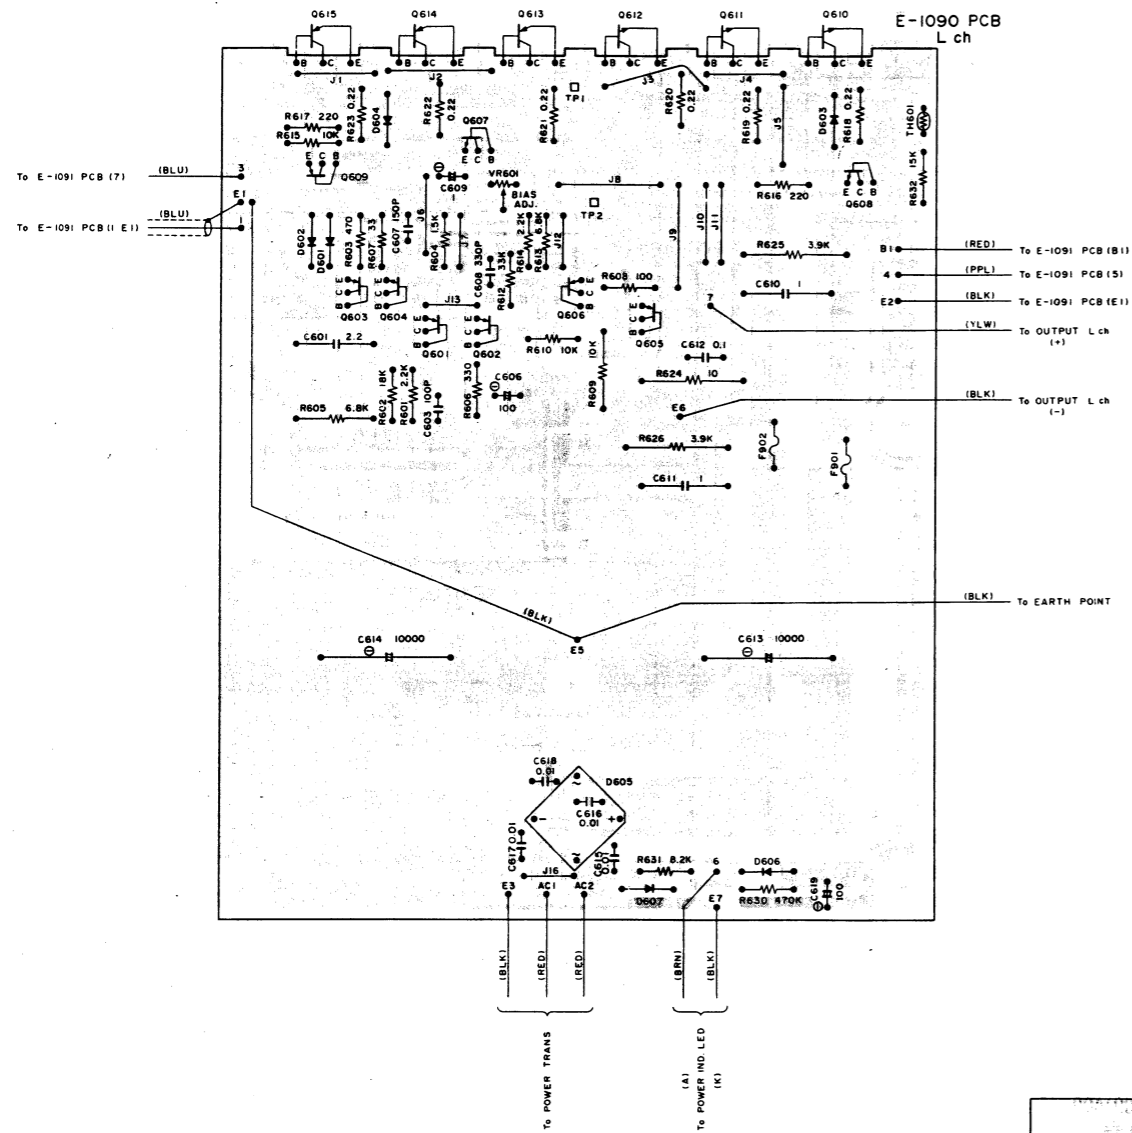 E-1090 PCB
L ch
Q615 Q614 Q613 Q612 Q611 Q610
B C E B C E B C E B C E B C E B C E
J1 J2 J3 J4
TP1
R617 220
R615 10K
R623 0.22
D604
R622 0.22
Q607
E C B
R621 0.22
R620 0.22
R619 0.22
J5
D603
R618 0.22
TH601
R632 15K
E C B
Q609
C609
1
VR601
BIAS
ADJ.
J8
TP2
R616 220
E C B
Q608
3
(BLU)
To E-1091 PCB (7)
E1
(BLU)
1
To E-1091 PCB (1 E1)
D602
D601
R603 470
R607 33
C607 150P
J6
R604 1.5K
J7
C608 330P
R612 33K
R614 2.2K
R613 6.8K
J12
J9
J10
J11
R625 3.9K
B1 (RED) To E-1091 PCB (B1)
4 (PPL) To E-1091 PCB (5)
E2 (BLK) To E-1091 PCB (E1)
B C E
Q603
B C E
Q604
J13
B C E
Q606
R608 100
C610 1
7
(YLW)
To OUTPUT L ch
(+)
C601 2.2
B C E
Q601
B C E
Q602
R610 10K
R609 10K
B C E
Q605
C612 0.1
R624 10
R605 6.8K
R602 18K
R601 2.2K
C603 100P
R606 330
C606
100
E6
(BLK)
To OUTPUT L ch
(-)
R626 3.9K
F902
F901
C611 1
(BLK)
E5
(BLK) To EARTH POINT
C614 10000
C613 10000
C618
0.01
D605
~
C616
0.01
-
+
~
C617 0.01
C615 0.01
J16
E3 AC1 AC2
R631 8.2K
D607
6
E7
D606
R630 470K
C619
100
(BLK) (RED) (RED) (BRN) (BLK)
To POWER TRANS
(A)
To POWER IND. LED
(K)